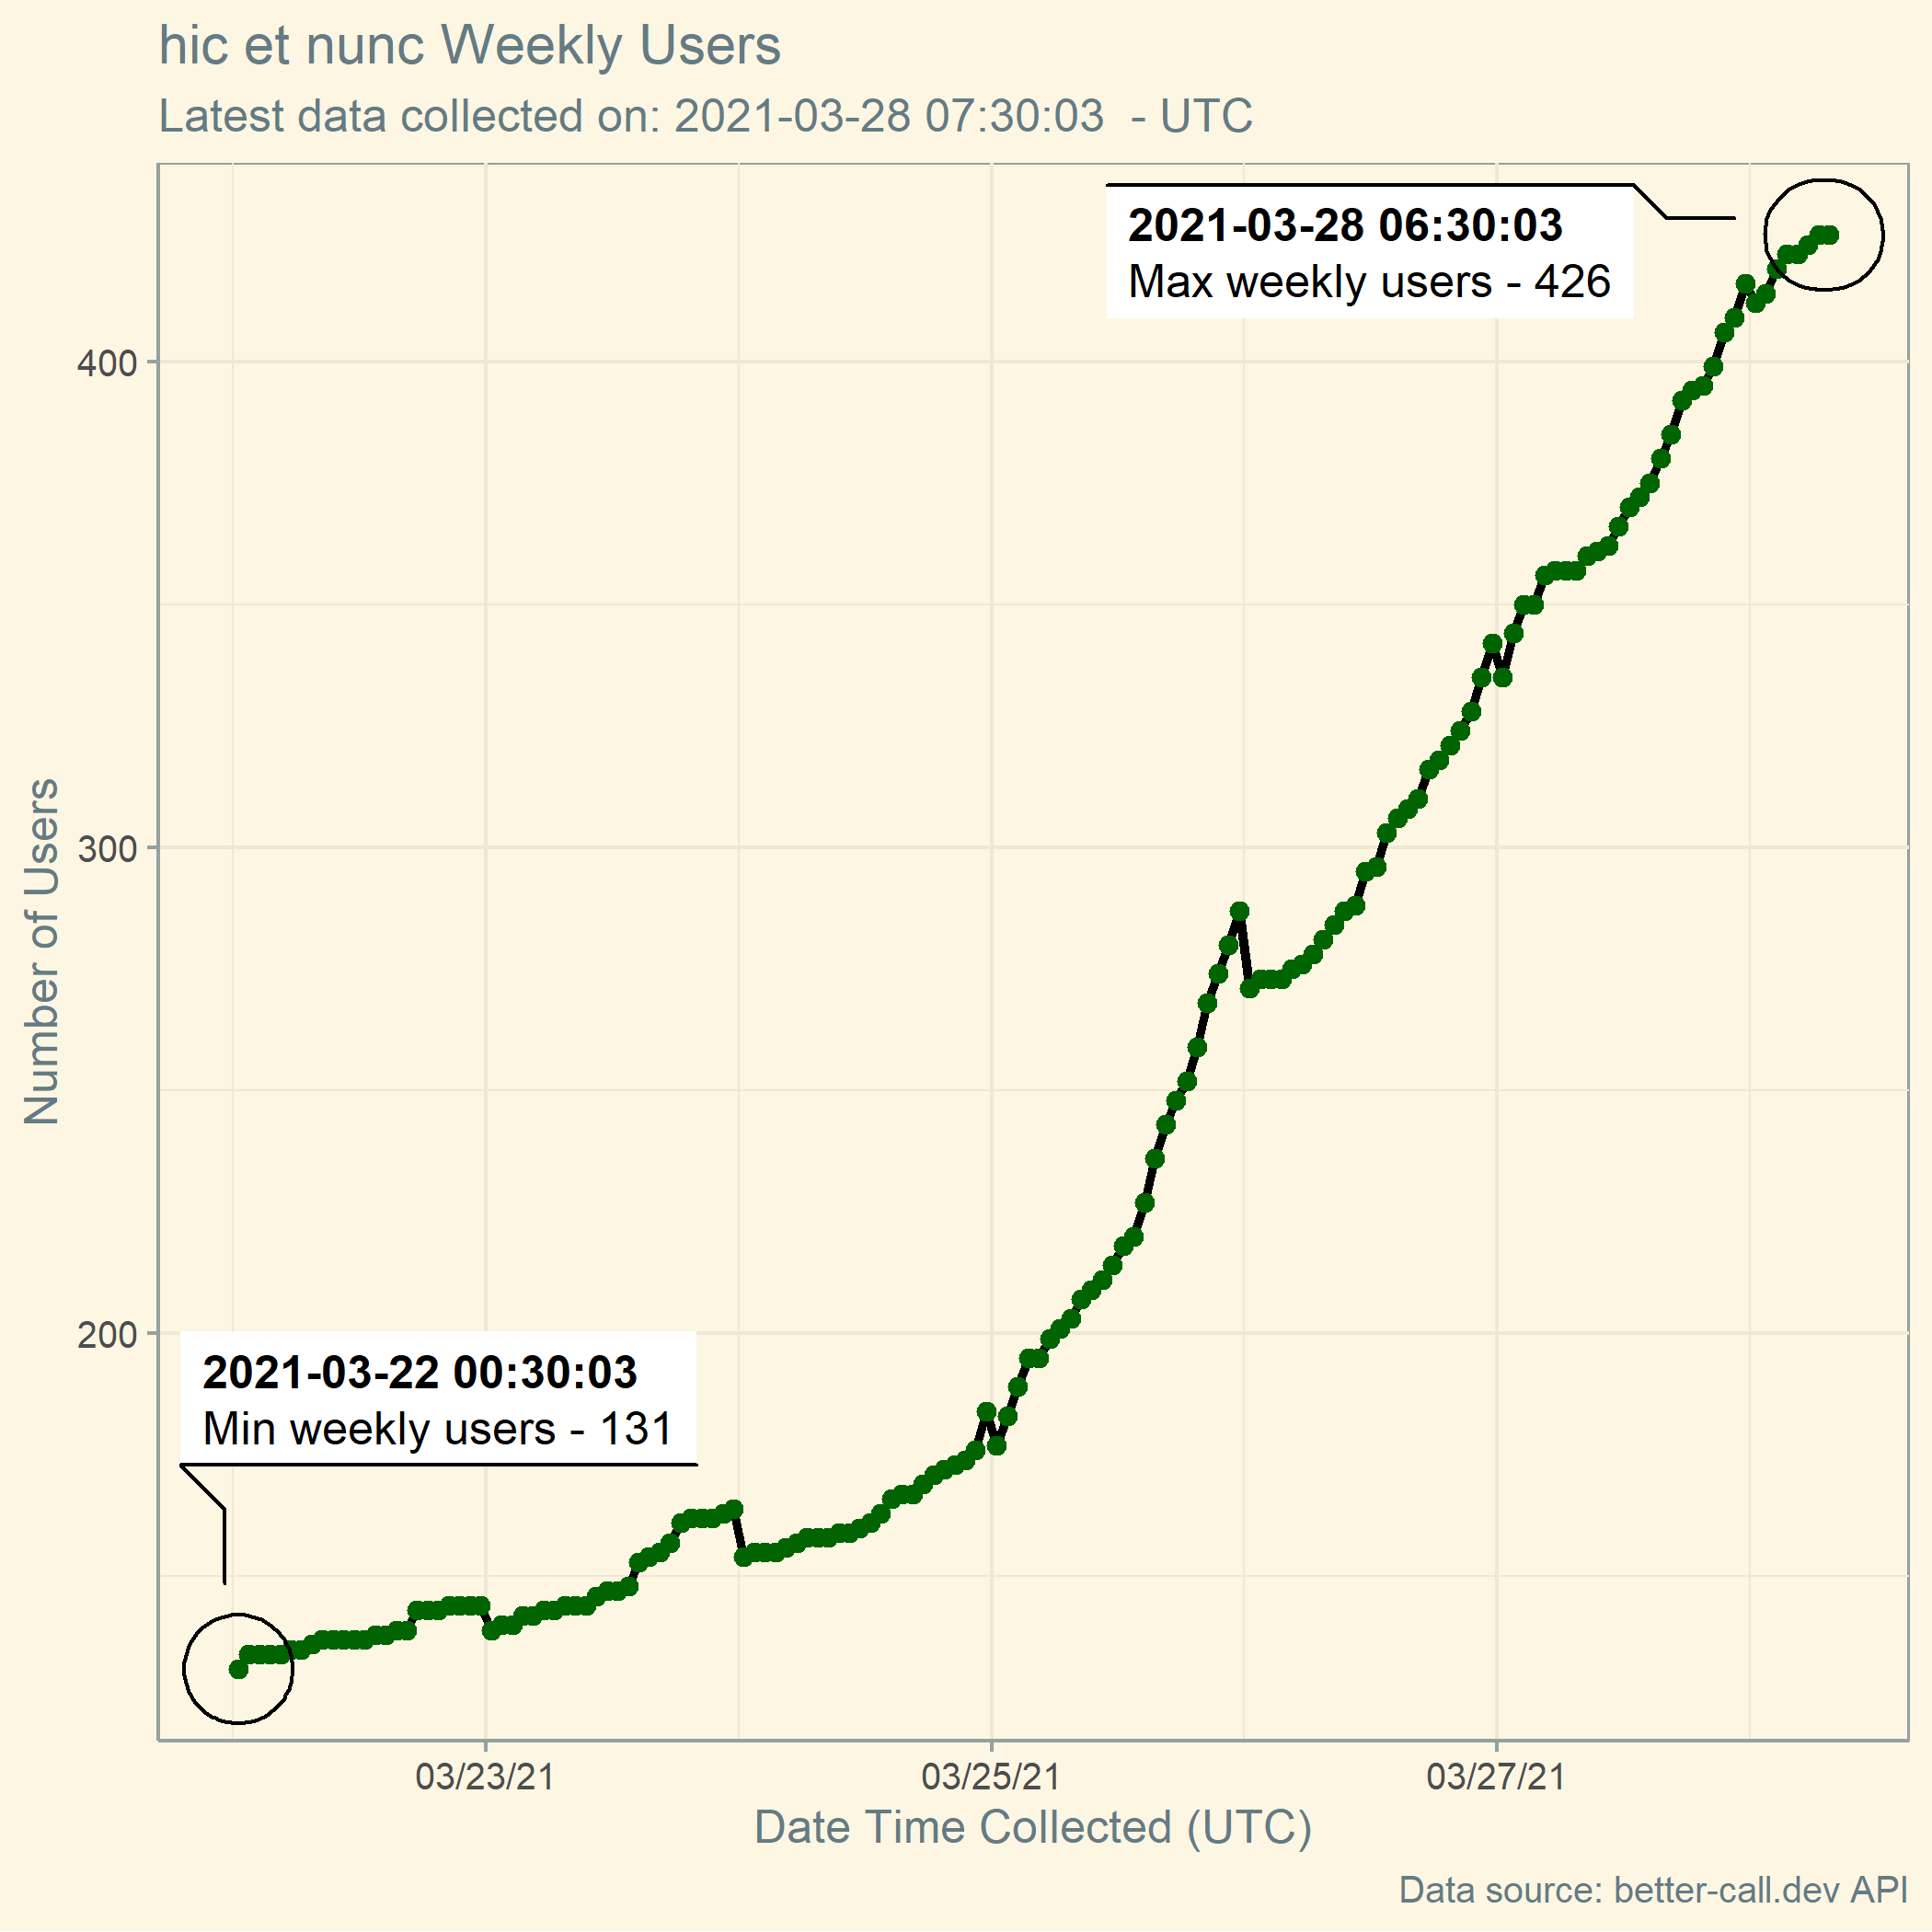 hic et nunc Weekly Users
Latest data collected on: 2021-03-28 07:30:03  - UTC
2021-03-28 06:30:03
Max weekly users - 426
400
300
200
Number of Users
2021-03-22 00:30:03
Min weekly users - 131
03/23/21
03/25/21
03/27/21
Date Time Collected (UTC)
Data source: better-call.dev API